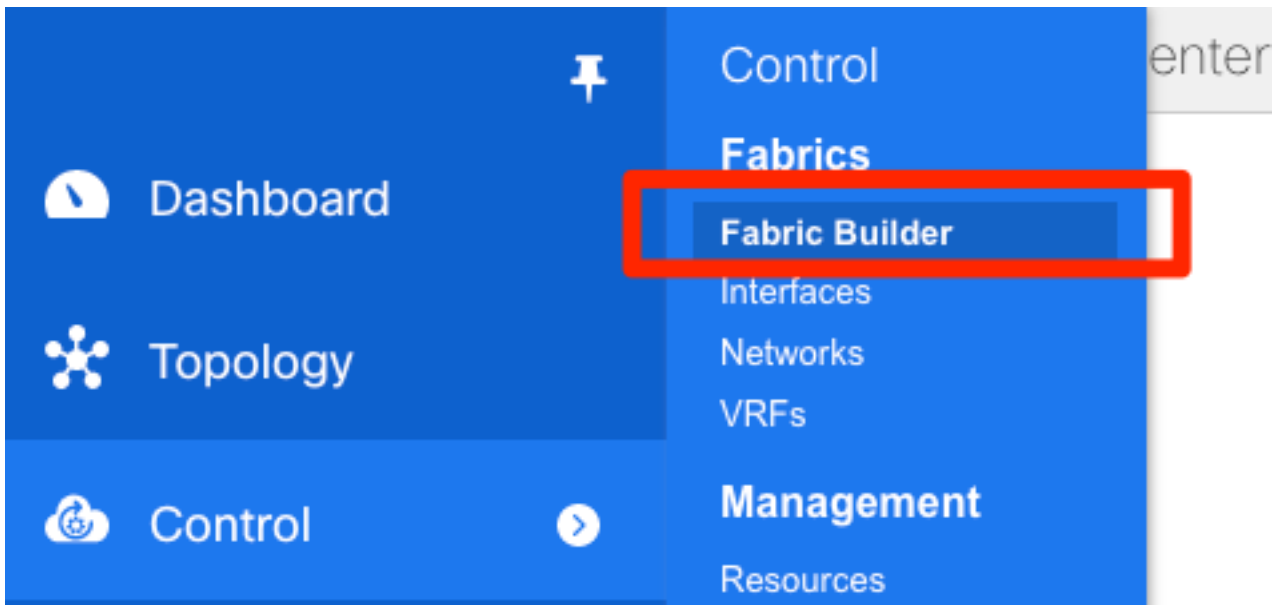 Dashboard
Topology
Control
Control
Fabrics
Fabric Builder
Interfaces
Networks
VRFs
Management
Resources
enter